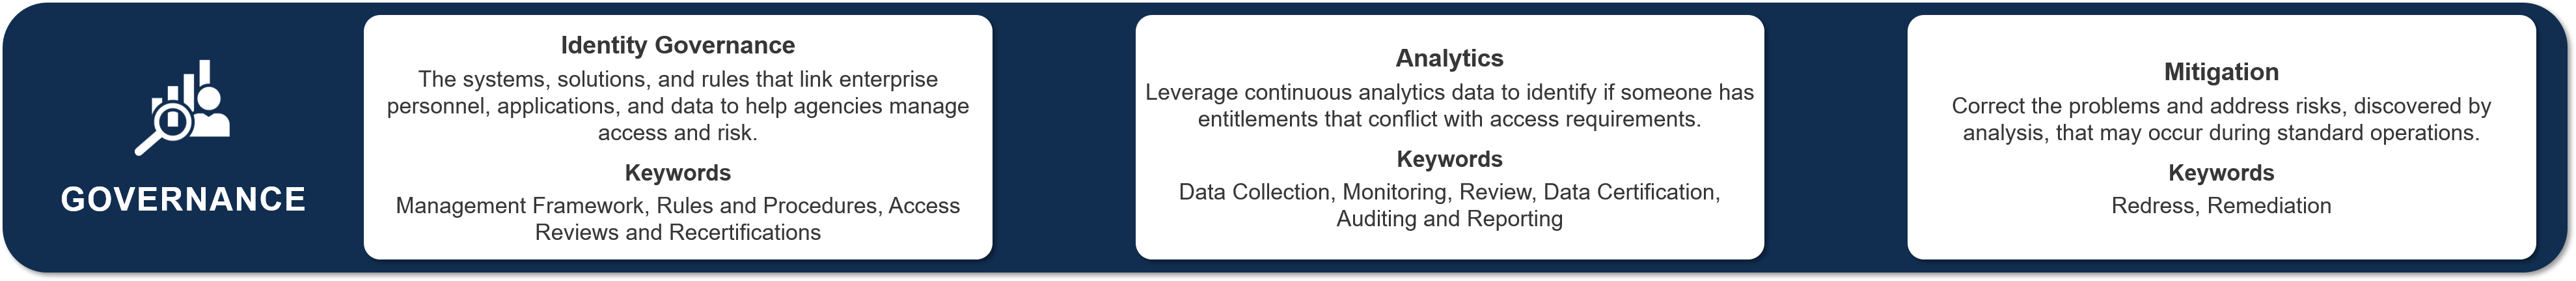 GOVERNANCE
Identity Governance
The systems, solutions, and rules that link enterprise
personnel, applications, and data to help agencies manage
access and risk.
Keywords
Management Framework, Rules and Procedures, Access
Reviews and Recertifications
Analytics
Leverage continuous analytics data to identify if someone has
entitlements that conflict with access requirements.
Keywords
Data Collection, Monitoring, Review, Data Certification,
Auditing and Reporting
Mitigation
Correct the problems and address risks, discovered by
analysis, that may occur during standard operations.
Keywords
Redress, Remediation